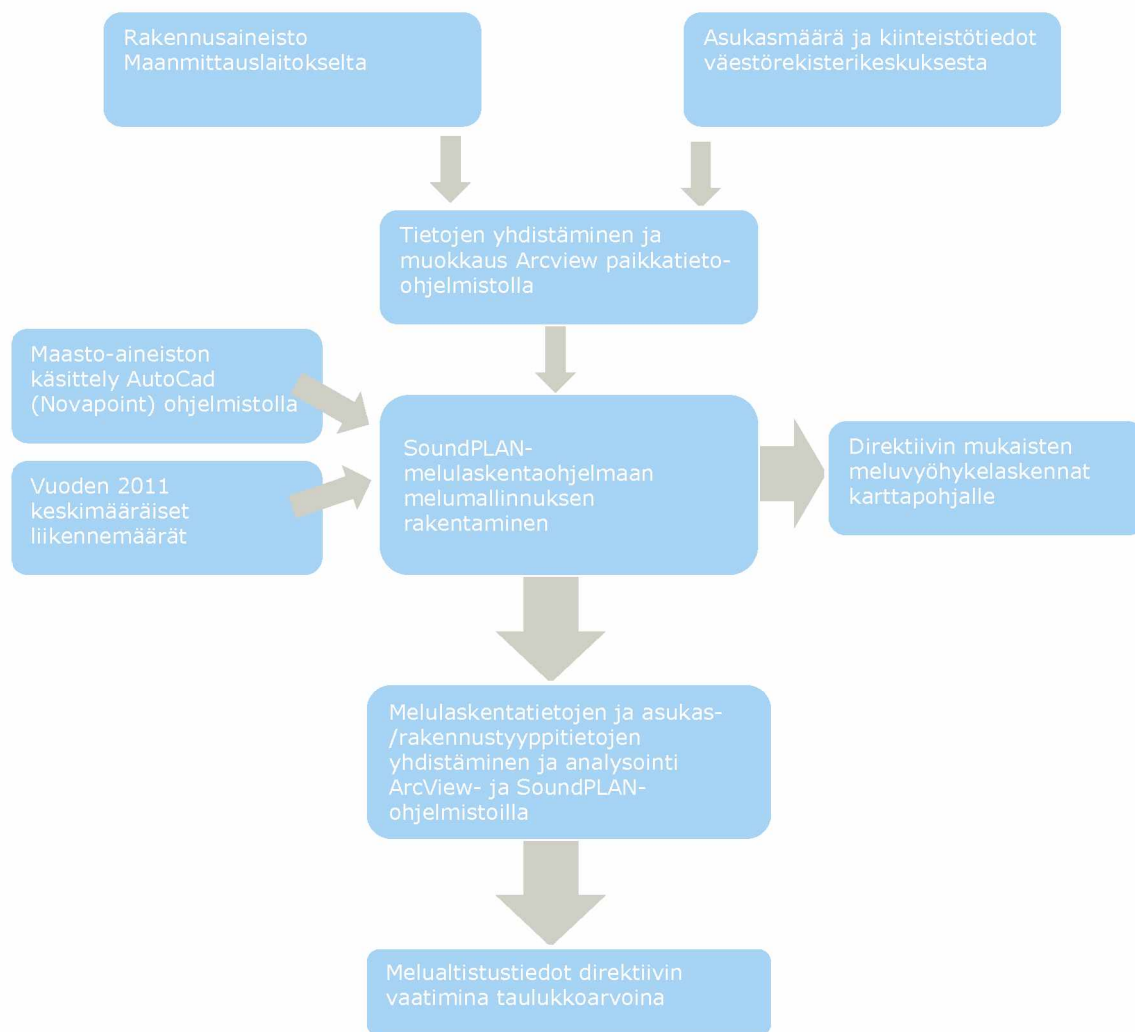 Rakennusaineisto
Maanmittauslaitokselta
Asukasmäärä ja kiinteistötiedot
väestörekisterikeskuksesta
Tietojen yhdistäminen ja
muokkaus Arcview paikkatieto-
ohjelmistolla
Maasto-aineiston
käsittely AutoCad
(Novapoint) ohjelmistolla
Vuoden 2011
keskimääräiset
liikennemäärät
SoundPLAN-
melulaskentaohjelmaan
melumallinnuksen
rakentaminen
Direktiivin mukaisten
meluvyöhykelaskennat
karttapohjalle
Melulaskentatietojen ja asukas-
/rakennustyyppitietojen
yhdistäminen ja analysointi
ArcView- ja SoundPLAN-
ohjelmistoilla
Melualtistustiedot direktiivin
vaatimina taulukkoarvoina